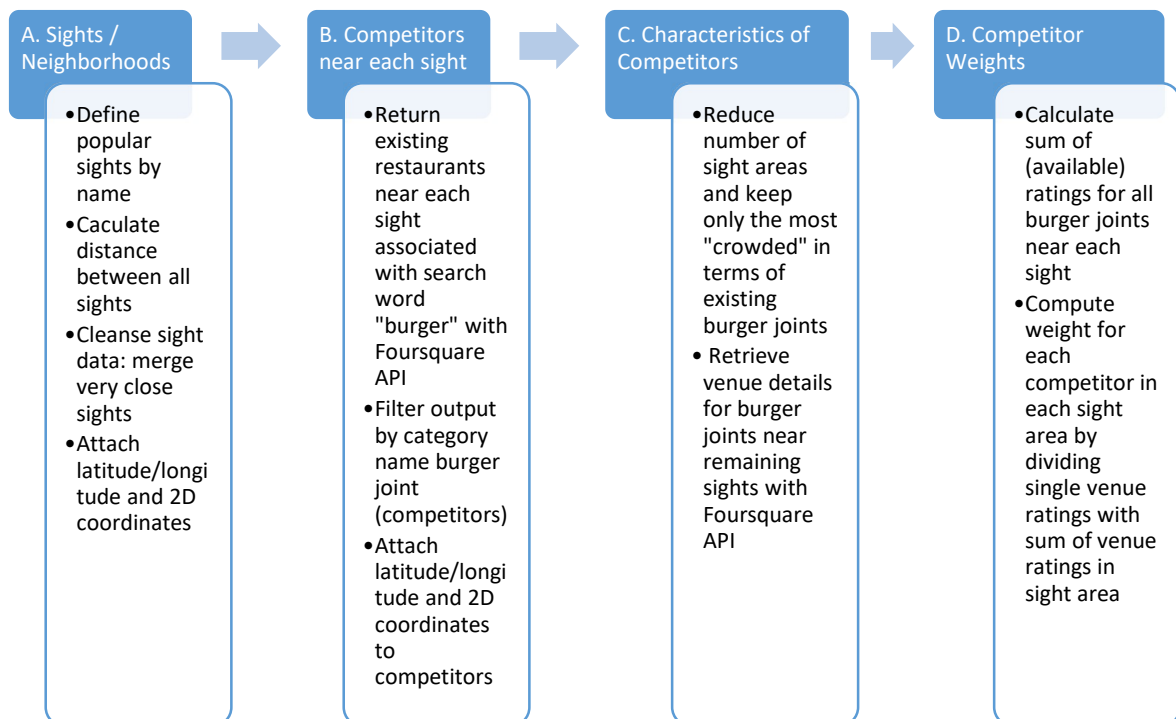 A. Sights /
Neighborhoods
•Define
popular
sights by
name
•Caculate
distance
between all
sights
•Cleanse sight
data: merge
very close
sights
•Attach
latitude/longi
tude and 2D
coordinates
B. Competitors
near each sight
•Return
existing
restaurants
near each
sight
associated
with search
word
"burger" with
Foursquare
API
•Filter output
by category
name burger
joint
(competitors)
•Attach
latitude/longi
tude and 2D
coordinates
to
competitors
C. Characteristics of
Competitors
•Reduce
number of
sight areas
and keep
only the most
"crowded" in
terms of
existing
burger joints
• Retrieve
venue details
for burger
joints near
remaining
sights with
Foursquare
API
D. Competitor
Weights
•Calculate
sum of
(available)
ratings for all
burger joints
near each
sight
•Compute
weight for
each
competitor in
each sight
area by
dividing
single venue
ratings with
sum of venue
ratings in
sight area